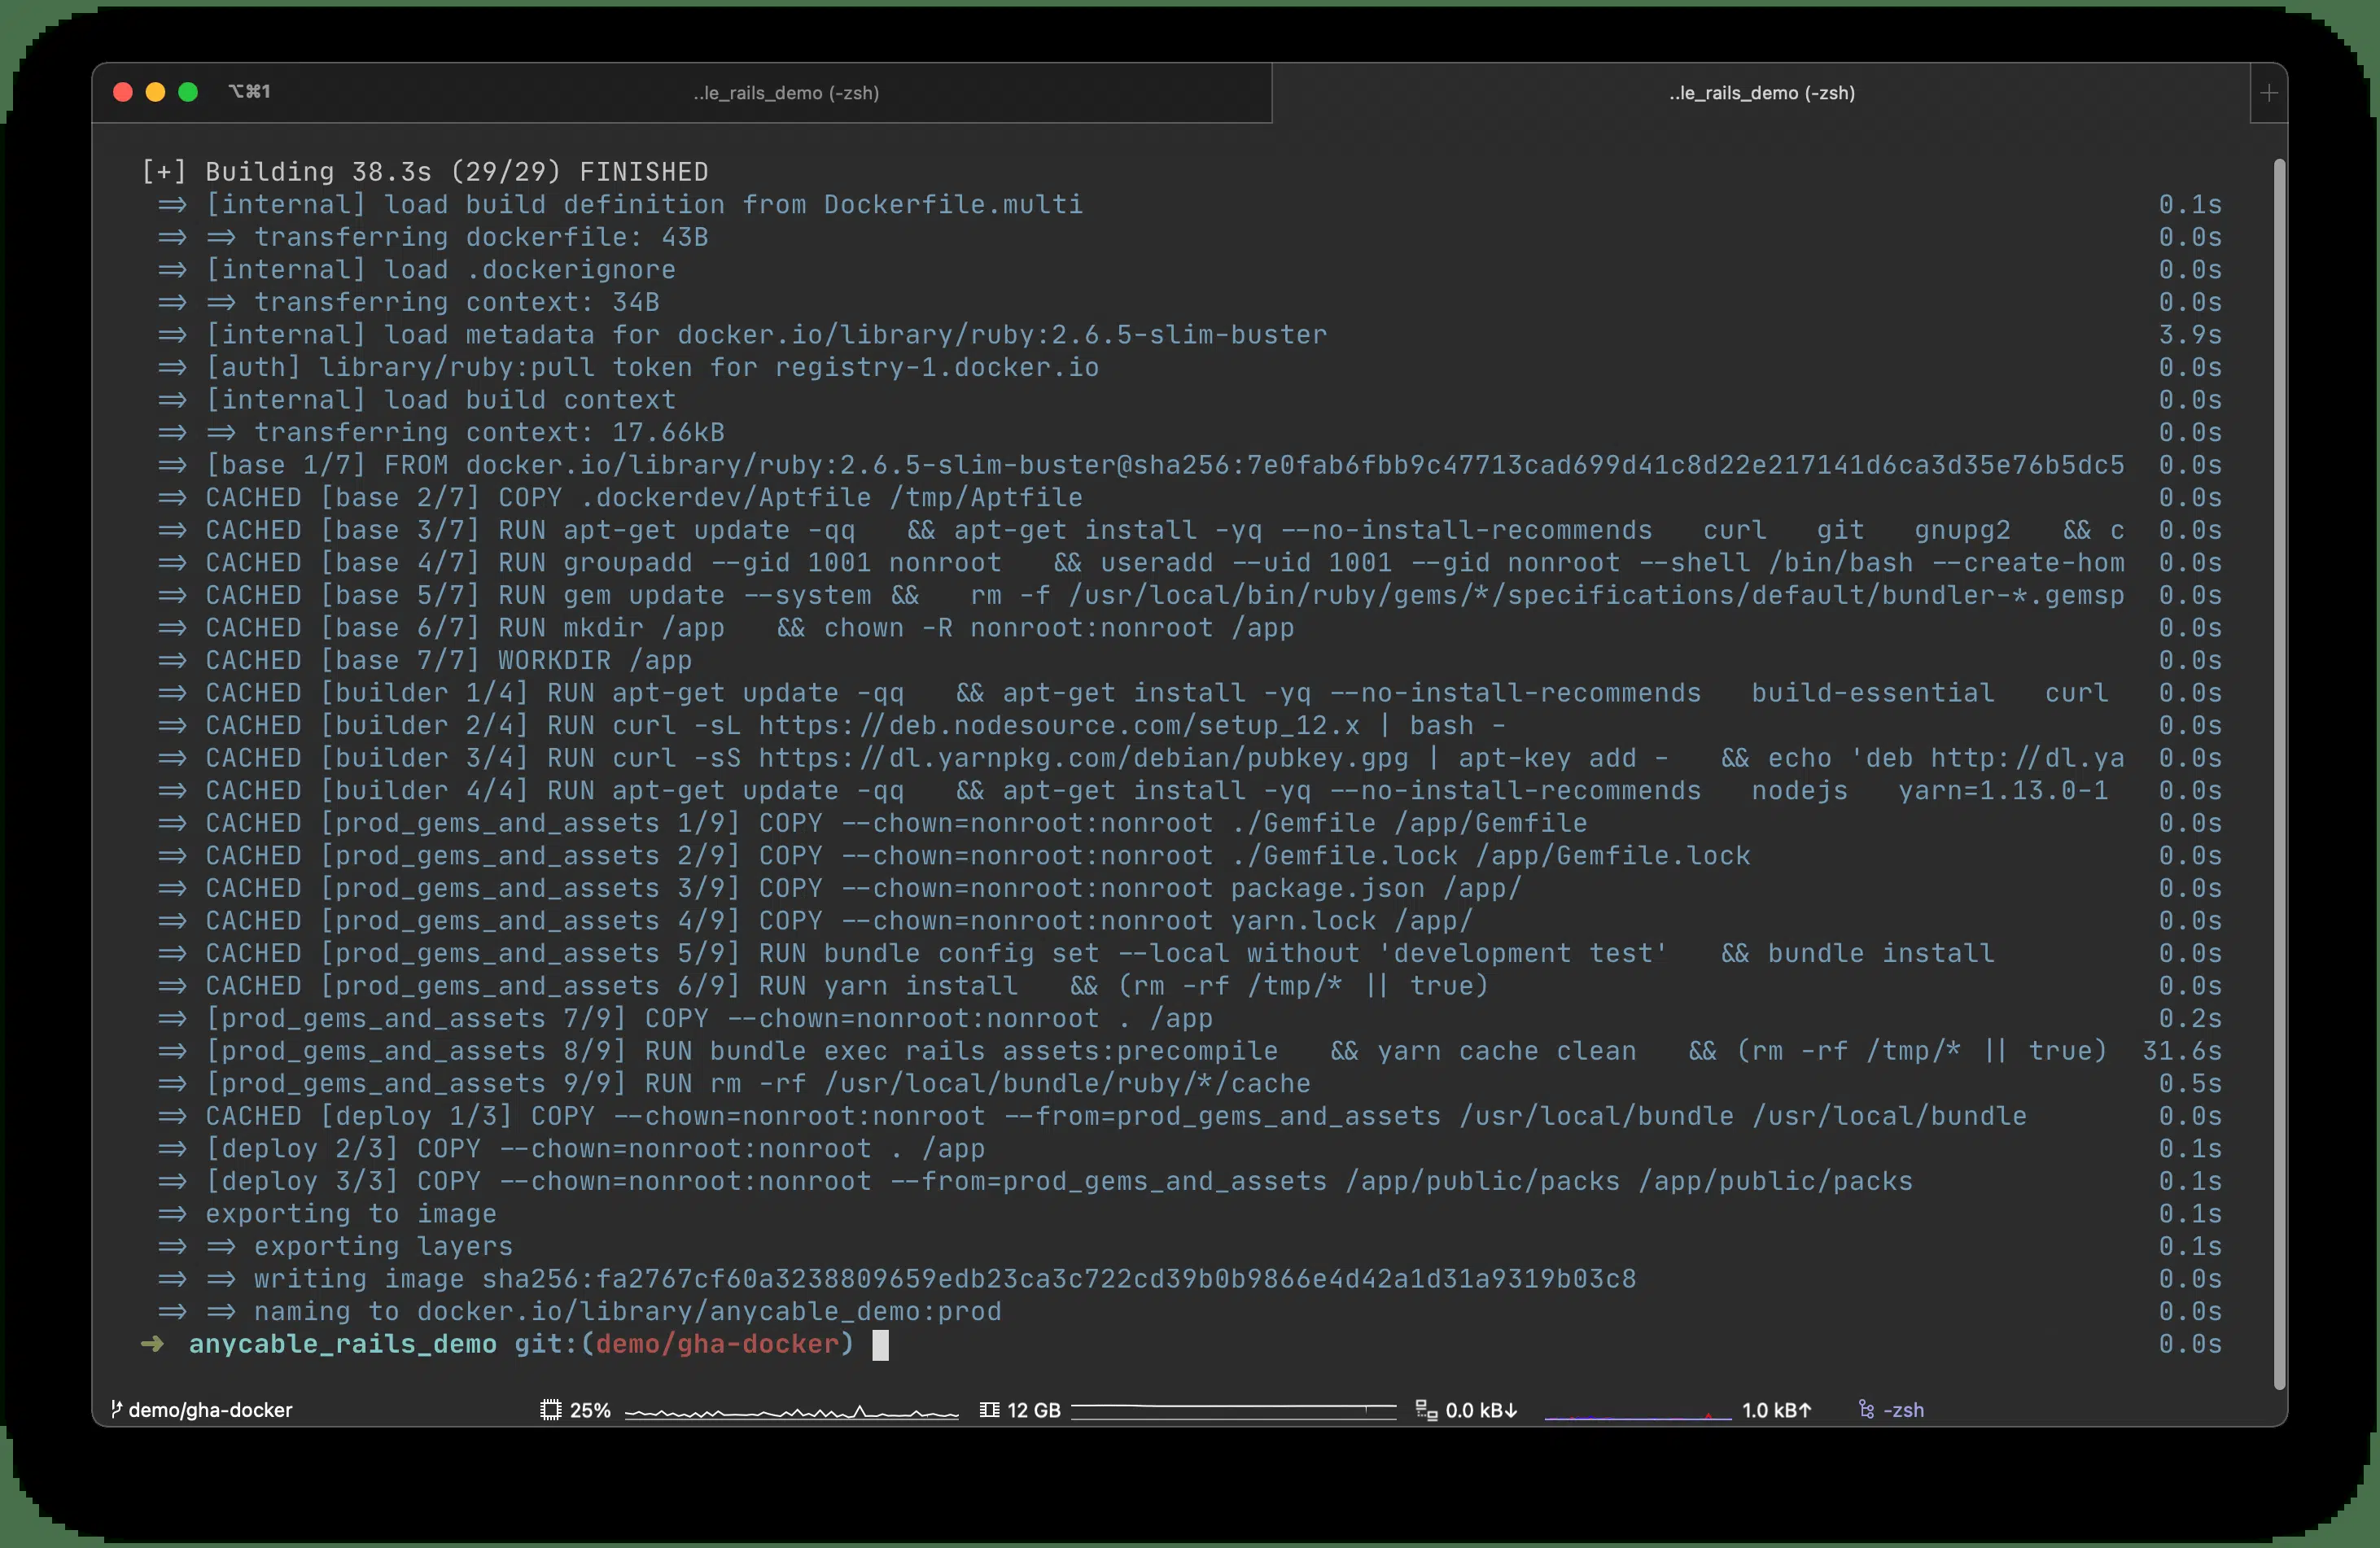 ⌥⌘1
..le_rails_demo (-zsh)
..le_rails_demo (-zsh)
[+] Building 38.3s (29/29) FINISHED
=> [internal] load build definition from Dockerfile.multi 0.1s
=> => transferring dockerfile: 43B 0.0s
=> [internal] load .dockerignore 0.0s
=> => transferring context: 34B 0.0s
=> [internal] load metadata for docker.io/library/ruby:2.6.5-slim-buster 3.9s
=> [auth] library/ruby:pull token for registry-1.docker.io 0.0s
=> [internal] load build context 0.0s
=> => transferring context: 17.66kB 0.0s
=> [base 1/7] FROM docker.io/library/ruby:2.6.5-slim-buster@sha256:7e0fab6fbb9c47713cad699d41c8d22e217141d6ca3d35e76b5dc5 0.0s
=> CACHED [base 2/7] COPY .dockerdev/Aptfile /tmp/Aptfile 0.0s
=> CACHED [base 3/7] RUN apt-get update -qq && apt-get install -yq --no-install-recommends curl git gnupg2 && c 0.0s
=> CACHED [base 4/7] RUN groupadd --gid 1001 nonroot && useradd --uid 1001 --gid nonroot --shell /bin/bash --create-hom 0.0s
=> CACHED [base 5/7] RUN gem update --system && rm -f /usr/local/bin/ruby/gems/*/specifications/default/bundler-*.gemsp 0.0s
=> CACHED [base 6/7] RUN mkdir /app && chown -R nonroot:nonroot /app 0.0s
=> CACHED [base 7/7] WORKDIR /app 0.0s
=> CACHED [builder 1/4] RUN apt-get update -qq && apt-get install -yq --no-install-recommends build-essential curl 0.0s
=> CACHED [builder 2/4] RUN curl -sL https://deb.nodesource.com/setup_12.x | bash - 0.0s
=> CACHED [builder 3/4] RUN curl -sS https://dl.yarnpkg.com/debian/pubkey.gpg | apt-key add - && echo 'deb http://dl.ya 0.0s
=> CACHED [builder 4/4] RUN apt-get update -qq && apt-get install -yq --no-install-recommends nodejs yarn=1.13.0-1 0.0s
=> CACHED [prod_gems_and_assets 1/9] COPY --chown=nonroot:nonroot ./Gemfile /app/Gemfile 0.0s
=> CACHED [prod_gems_and_assets 2/9] COPY --chown=nonroot:nonroot ./Gemfile.lock /app/Gemfile.lock 0.0s
=> CACHED [prod_gems_and_assets 3/9] COPY --chown=nonroot:nonroot package.json /app/ 0.0s
=> CACHED [prod_gems_and_assets 4/9] COPY --chown=nonroot:nonroot yarn.lock /app/ 0.0s
=> CACHED [prod_gems_and_assets 5/9] RUN bundle config set --local without 'development test' && bundle install 0.0s
=> CACHED [prod_gems_and_assets 6/9] RUN yarn install && (rm -rf /tmp/* || true) 0.0s
=> [prod_gems_and_assets 7/9] COPY --chown=nonroot:nonroot . /app 0.2s
=> [prod_gems_and_assets 8/9] RUN bundle exec rails assets:precompile && yarn cache clean && (rm -rf /tmp/* || true) 31.6s
=> [prod_gems_and_assets 9/9] RUN rm -rf /usr/local/bundle/ruby/*/cache 0.5s
=> CACHED [deploy 1/3] COPY --chown=nonroot:nonroot --from=prod_gems_and_assets /usr/local/bundle /usr/local/bundle 0.0s
=> [deploy 2/3] COPY --chown=nonroot:nonroot . /app 0.1s
=> [deploy 3/3] COPY --chown=nonroot:nonroot --from=prod_gems_and_assets /app/public/packs /app/public/packs 0.1s
=> exporting to image 0.1s
=> => exporting layers 0.1s
=> => writing image sha256:fa2767cf60a3238809659edb23ca3c722cd39b0b9866e4d42a1d31a9319b03c8 0.0s
=> => naming to docker.io/library/anycable_demo:prod 0.0s
➜ anycable_rails_demo git:(demo/gha-docker) 0.0s
demo/gha-docker 25% 12 GB 0.0 kB↓ 1.0 kB↑ -zsh